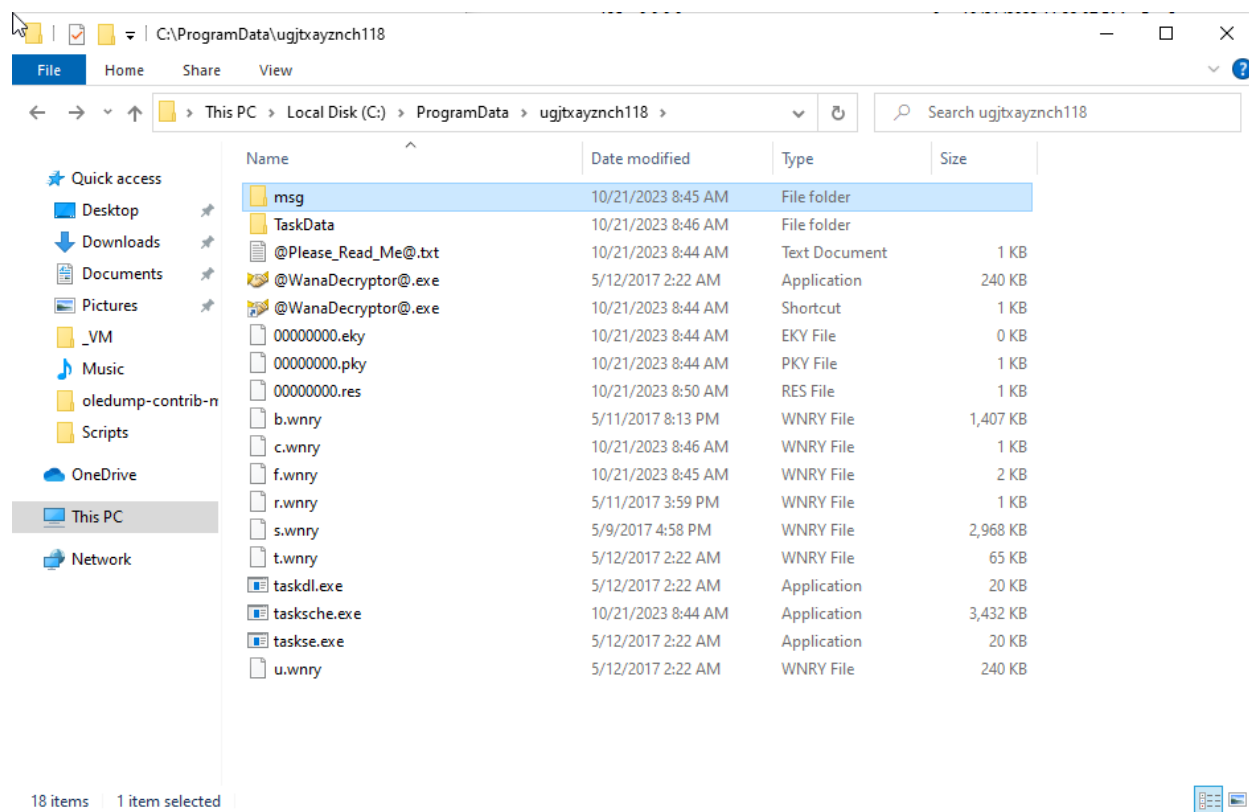 C:\ProgramData\ugjtxayznch118
File Home Share View
This PC > Local Disk (C:) > ProgramData > ugjtxayznch118 > Search ugjtxayznch118
Name Date modified Type Size
Quick access
Desktop
Downloads
Documents
Pictures
_VM
Music
oledump-contrib-m
Scripts
OneDrive
This PC
Network
msg 10/21/2023 8:45 AM File folder
TaskData 10/21/2023 8:46 AM File folder
@Please_Read_Me@.txt 10/21/2023 8:44 AM Text Document 1 KB
@WanaDecryptor@.exe 5/12/2017 2:22 AM Application 240 KB
@WanaDecryptor@.exe 10/21/2023 8:44 AM Shortcut 1 KB
00000000.eky 10/21/2023 8:44 AM EKY File 0 KB
00000000.pky 10/21/2023 8:44 AM PKY File 1 KB
00000000.res 10/21/2023 8:50 AM RES File 1 KB
b.wnry 5/11/2017 8:13 PM WNRY File 1,407 KB
c.wnry 10/21/2023 8:46 AM WNRY File 1 KB
f.wnry 10/21/2023 8:45 AM WNRY File 2 KB
r.wnry 5/11/2017 3:59 PM WNRY File 1 KB
s.wnry 5/9/2017 4:58 PM WNRY File 2,968 KB
t.wnry 5/12/2017 2:22 AM WNRY File 65 KB
taskdl.exe 5/12/2017 2:22 AM Application 20 KB
tasksche.exe 10/21/2023 8:44 AM Application 3,432 KB
taskse.exe 5/12/2017 2:22 AM Application 20 KB
u.wnry 5/12/2017 2:22 AM WNRY File 240 KB
18 items 1 item selected